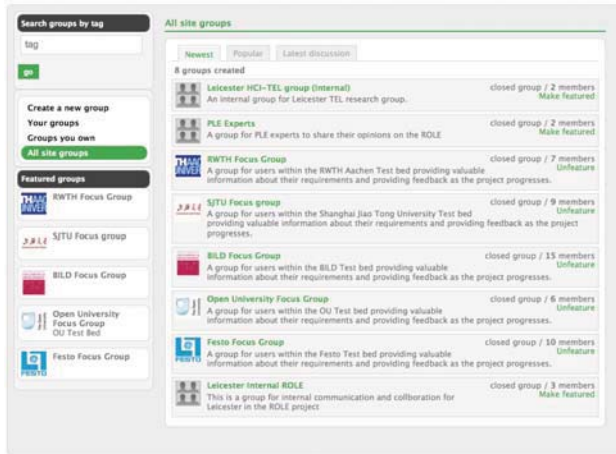 Search groups by tag
tag
go
Create a new group
Your groups
Groups you own
All site groups
Featured groups
RWTH Focus Group
SJTU Focus group
BILD Focus Group
Open University
Focus Group
OU Test Bed
Festo Focus Group
FESTO
All site groups
Newest
Popular
Latest discussion
8 groups created
Leicester HCI-TEL group (Internal)
closed group / 2 members
An internal group for Leicester TEL research group.
Make featured
PLE Experts
closed group / 2 members
A group for PLE experts to share their opinions on the ROLE
Make featured
RWTH Focus Group
closed group / 7 members
A group for users within the RWTH Aachen Test bed providing valuable
Unfeature
information about their requirements and providing feedback as the project progresses.
SJTU Focus group
closed group / 9 members
A group for users within the Shanghai Jiao Tong University Test bed
Unfeature
providing valuable information about their requirements and providing feedback as the project
progresses.
BILD Focus Group
closed group / 15 members
A group for users within the BILD Test bed providing valuable
Unfeature
information about their requirements and providing feedback as the project progresses.
Open University Focus Group
closed group / 6 members
A group for users within the OU Test bed providing valuable
Unfeature
information about their requirements and providing feedback as the project progresses.
Festo Focus Group
closed group / 10 members
A group for users within the Festo Test bed providing valuable
Unfeature
information about their requirements and providing feedback as the project progresses.
FESTO
Leicester Internal ROLE
closed group / 3 members
This is a group for internal communication and collboration for
Make featured
Leicester in the ROLE project